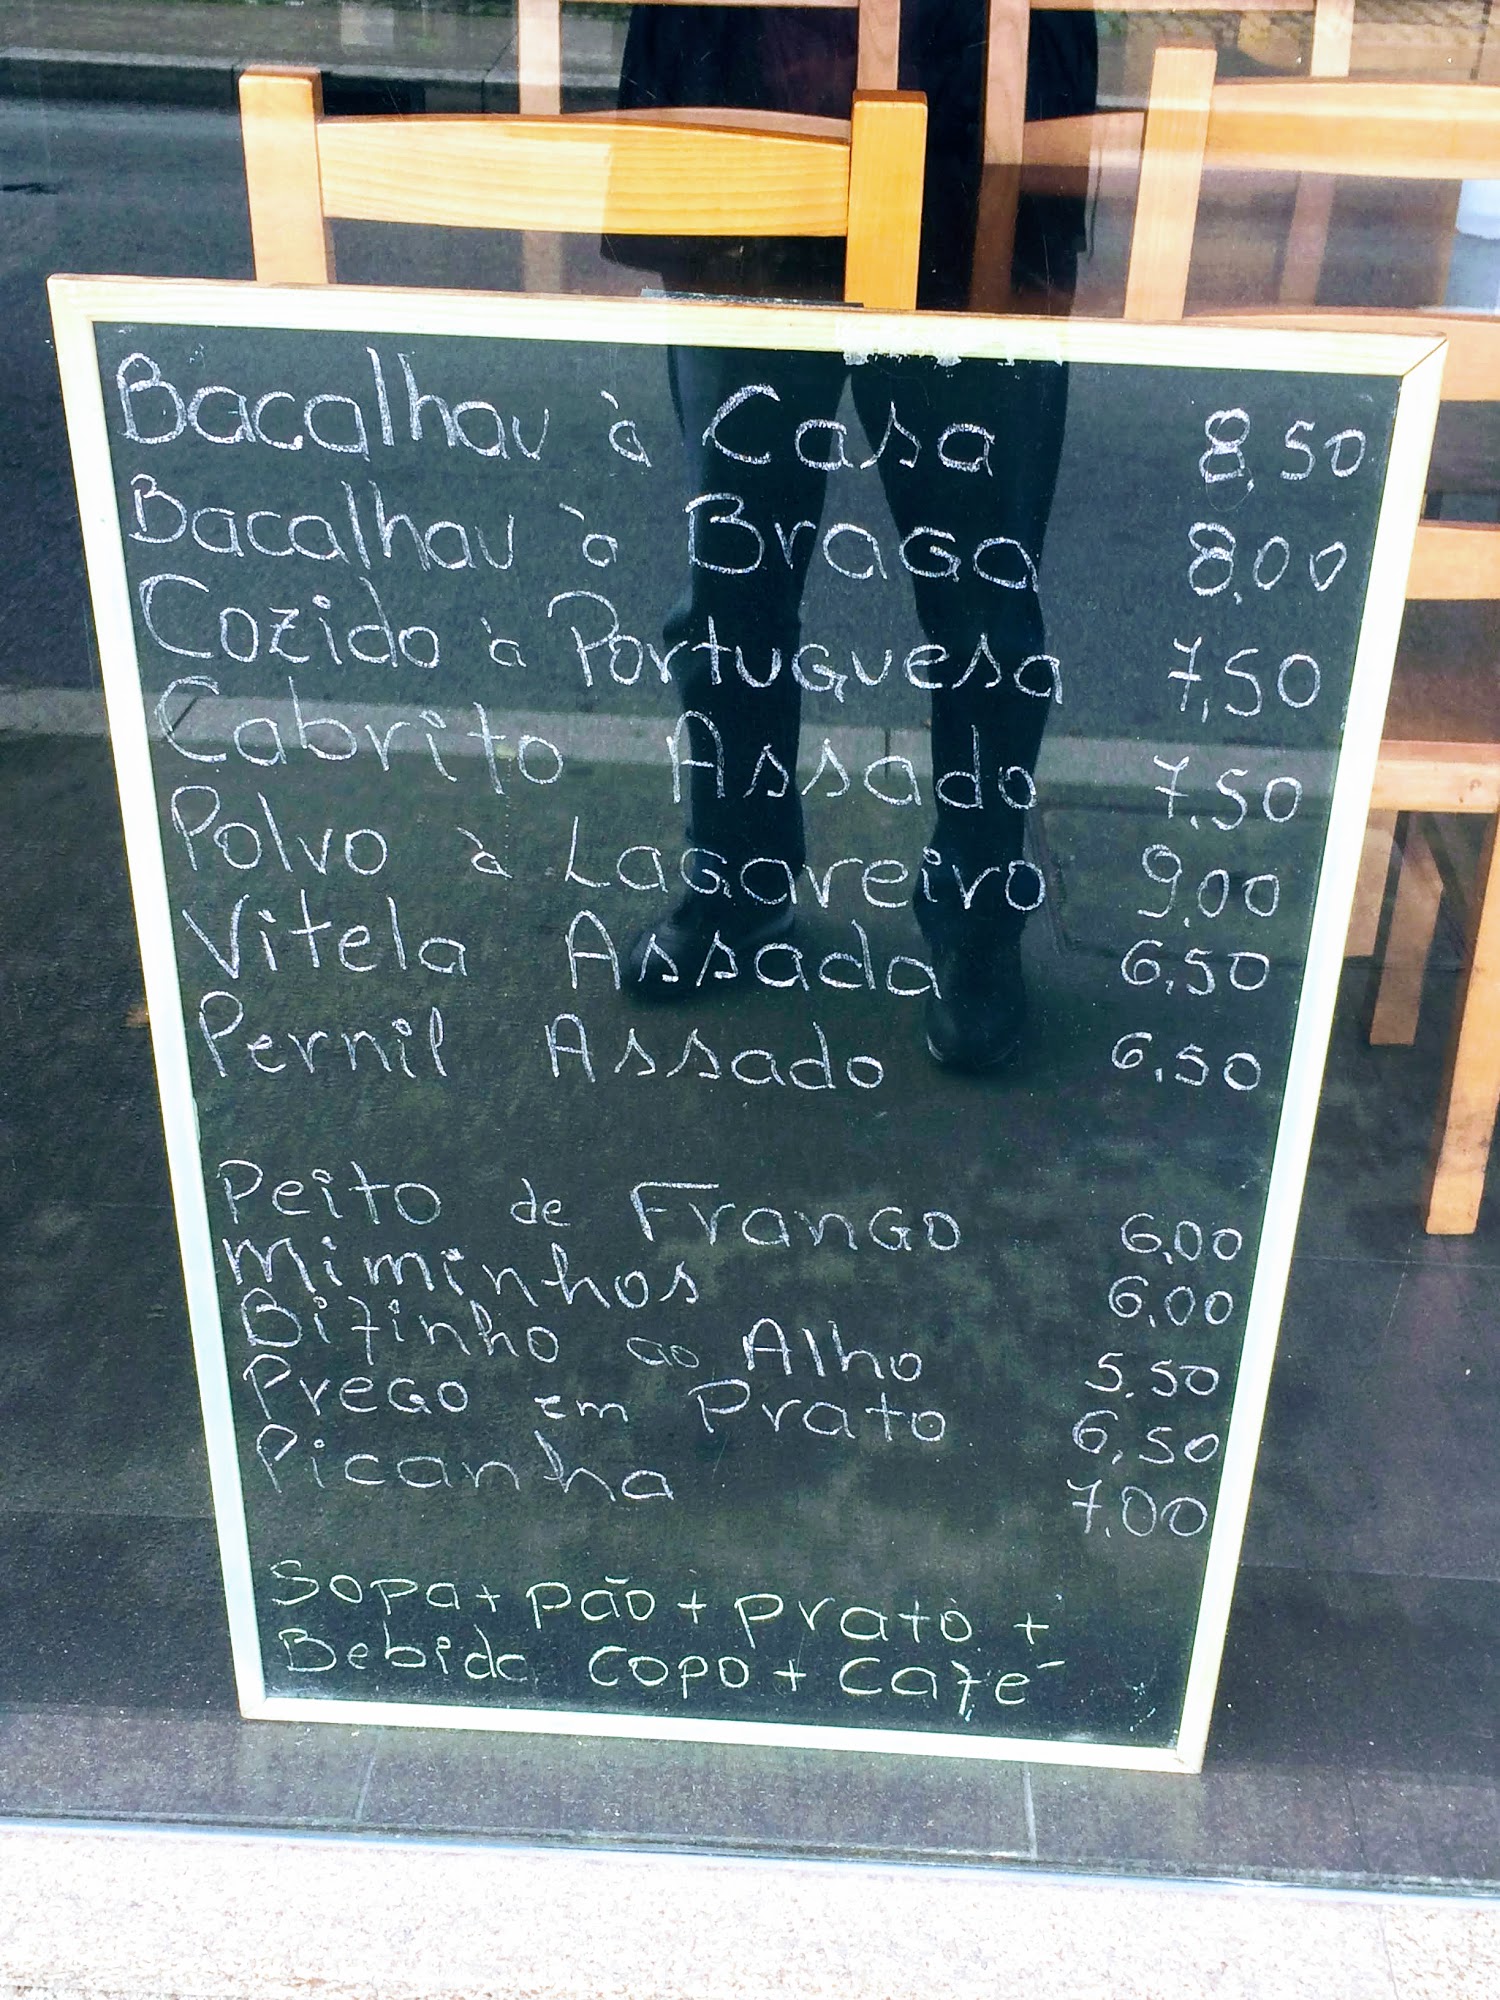 Bacalhau à Casa 8,50
Bacalhau à Braga 8,00
Cozido à Portuguesa 7,50
Cabrito Assado 7,50
Polvo à Lagareiro 9,00
Vitela Assada 6,50
Pernil Assado 6,50
Peito de Frango 6,00
Miminhos 6,00
Bifinho ao Alho 5,50
Prego em Prato 6,50
Picanha 7,00
Sopa + pão + prato +
Bebida copo + café